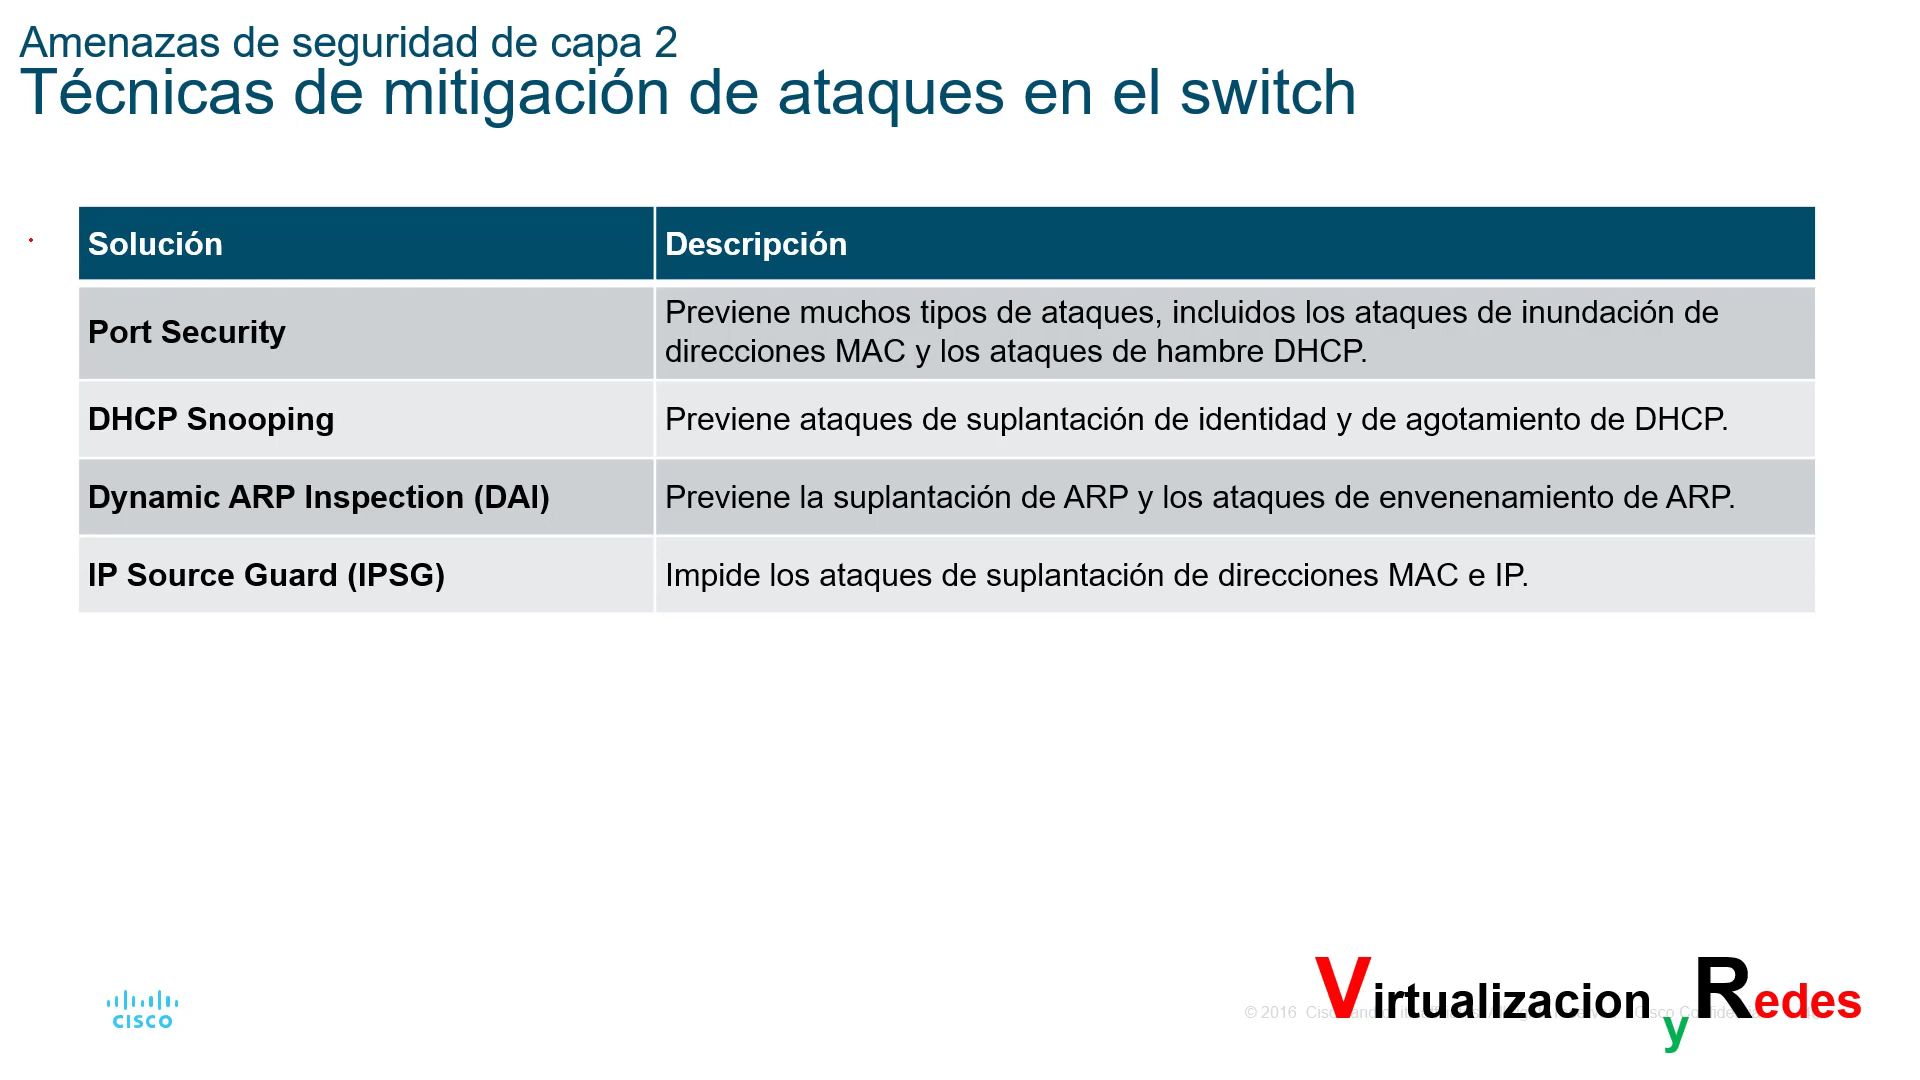 Amenazas de seguridad de capa 2
Técnicas de mitigación de ataques en el switch
Solución
Descripción
Port Security
Previene muchos tipos de ataques, incluidos los ataques de inundación de
direcciones MAC y los ataques de hambre DHCP.
DHCP Snooping
Previene ataques de suplantación de identidad y de agotamiento de DHCP.
Dynamic ARP Inspection (DAI)
Previene la suplantación de ARP y los ataques de envenenamiento de ARP.
IP Source Guard (IPSG)
Impide los ataques de suplantación de direcciones MAC e IP.
CISCO
© 2016
Virtualizacion y Redes